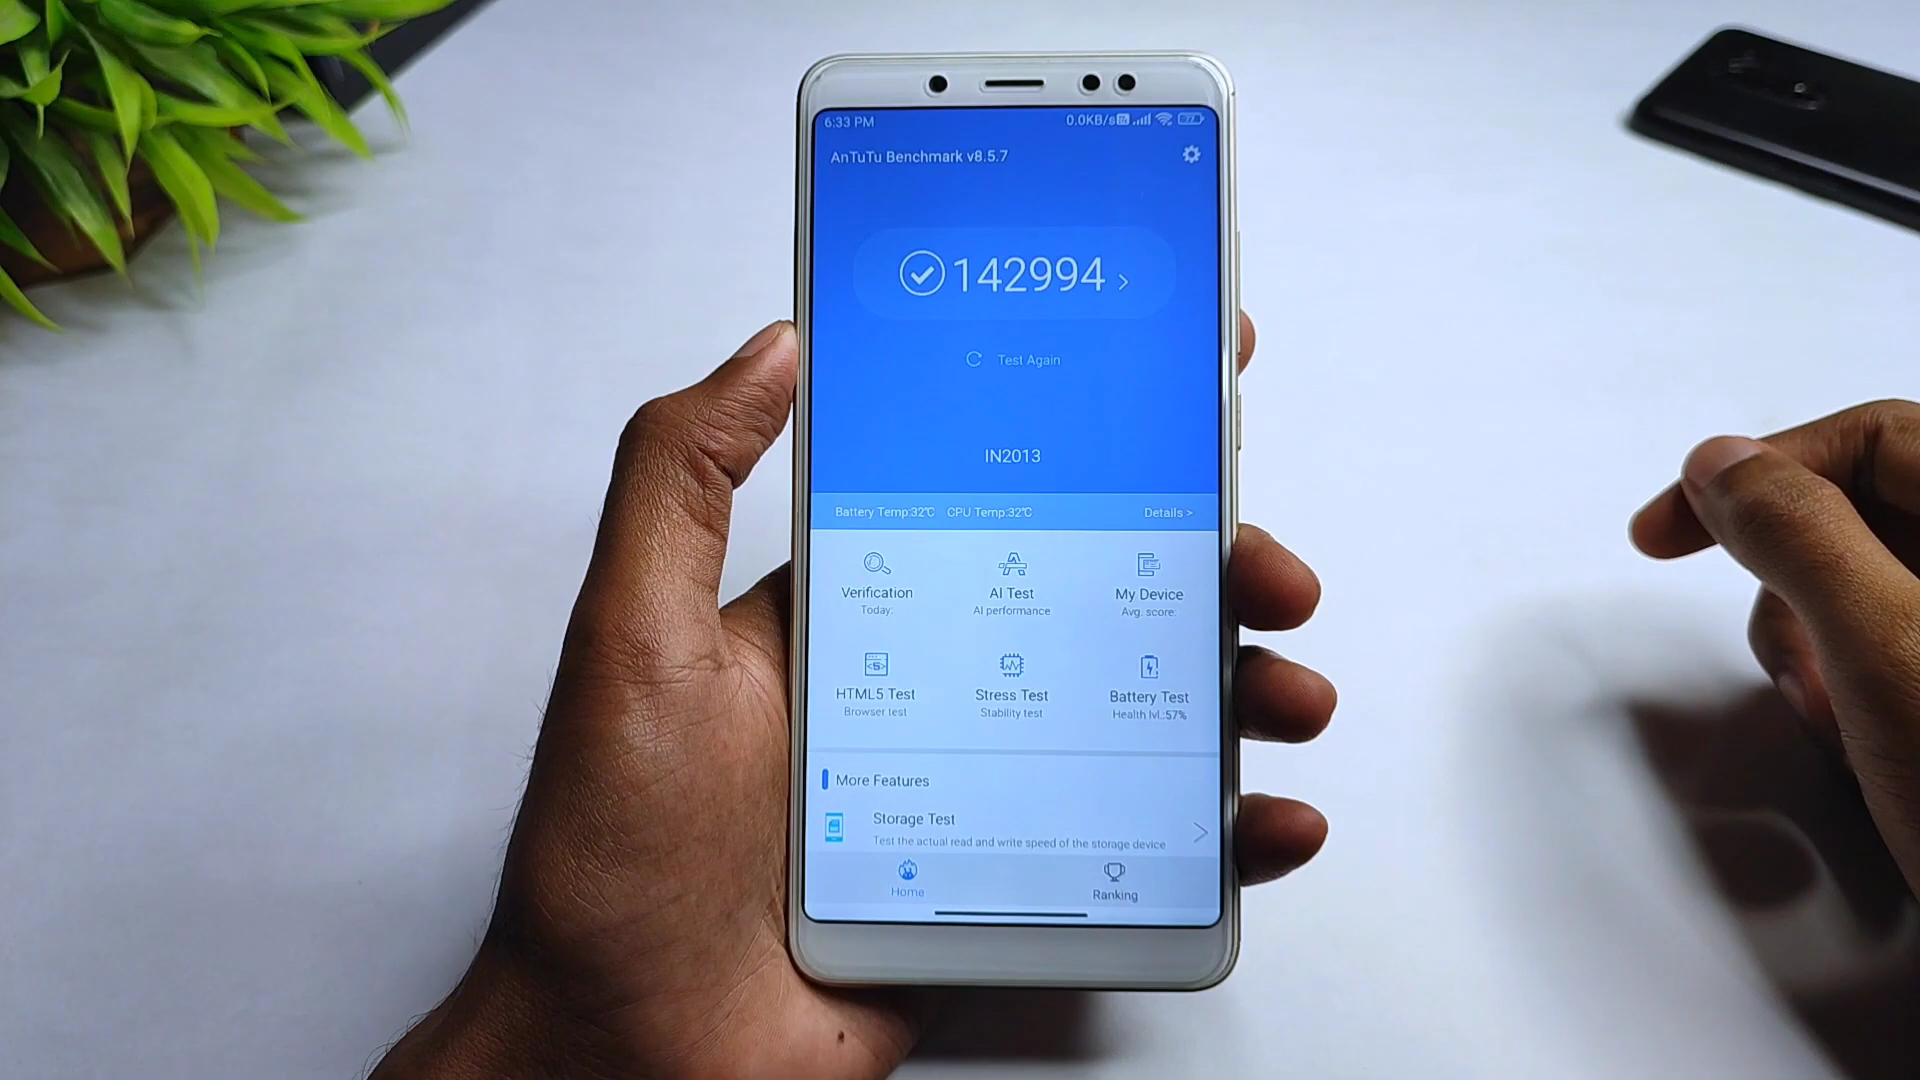 6:33 PM
0.0KB/s
77
AnTuTu Benchmark v8.5.7
142994 >
Test Again
IN2013
Battery Temp:32℃ CPU Temp:32℃ Details >
Verification AI Test My Device
Today: AI performance Avg. score:
HTML5 Test Stress Test Battery Test
Browser test Stability test Health lvl.:57%
More Features
Storage Test
Test the actual read and write speed of the storage device
Home Ranking